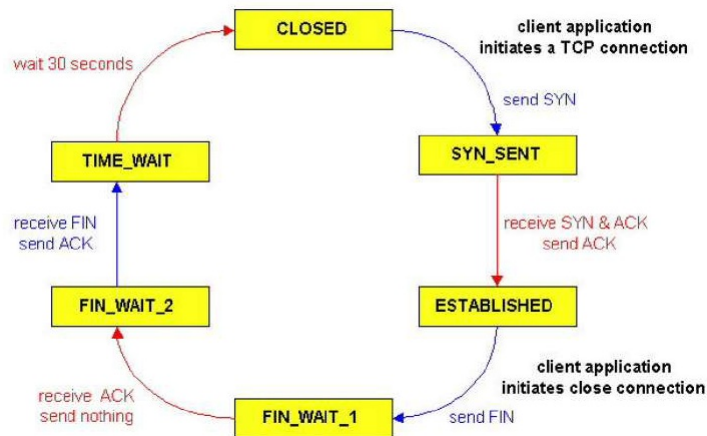 CLOSED
client application
initiates a TCP connection
wait 30 seconds
send SYN
TIME_WAIT
SYN_SENT
receive FIN
send ACK
receive SYN & ACK
send ACK
FIN_WAIT_2
ESTABLISHED
client application
initiates close connection
receive ACK
send nothing
FIN_WAIT_1
send FIN